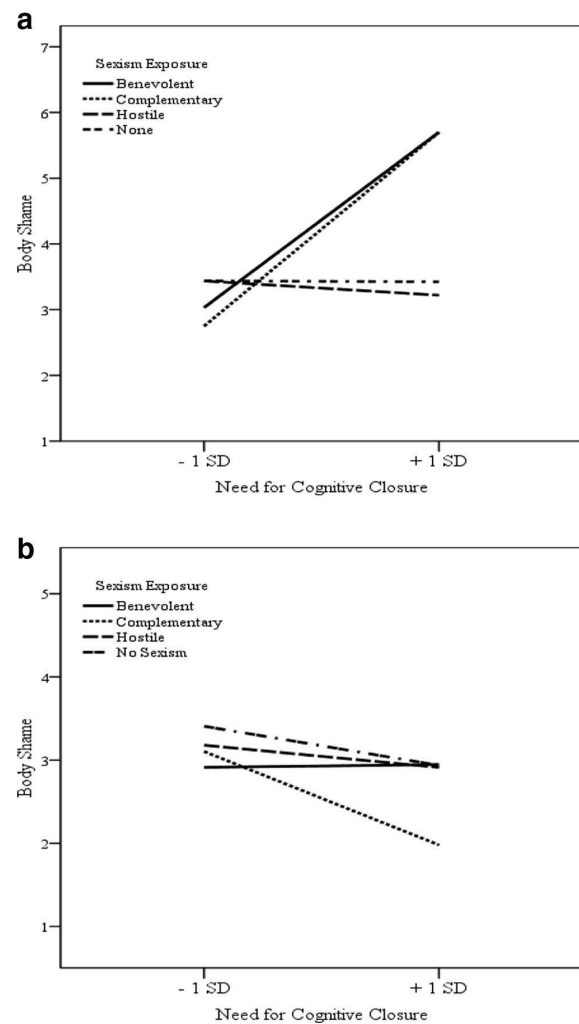 a
7
6
5
4
3
2
1
Body Shame
Sexism Exposure
Benevolent
Complementary
Hostile
None
- 1 SD
+ 1 SD
Need for Cognitive Closure
b
5
4
3
2
1
Body Shame
Sexism Exposure
Benevolent
Complementary
Hostile
No Sexism
- 1 SD
+ 1 SD
Need for Cognitive Closure